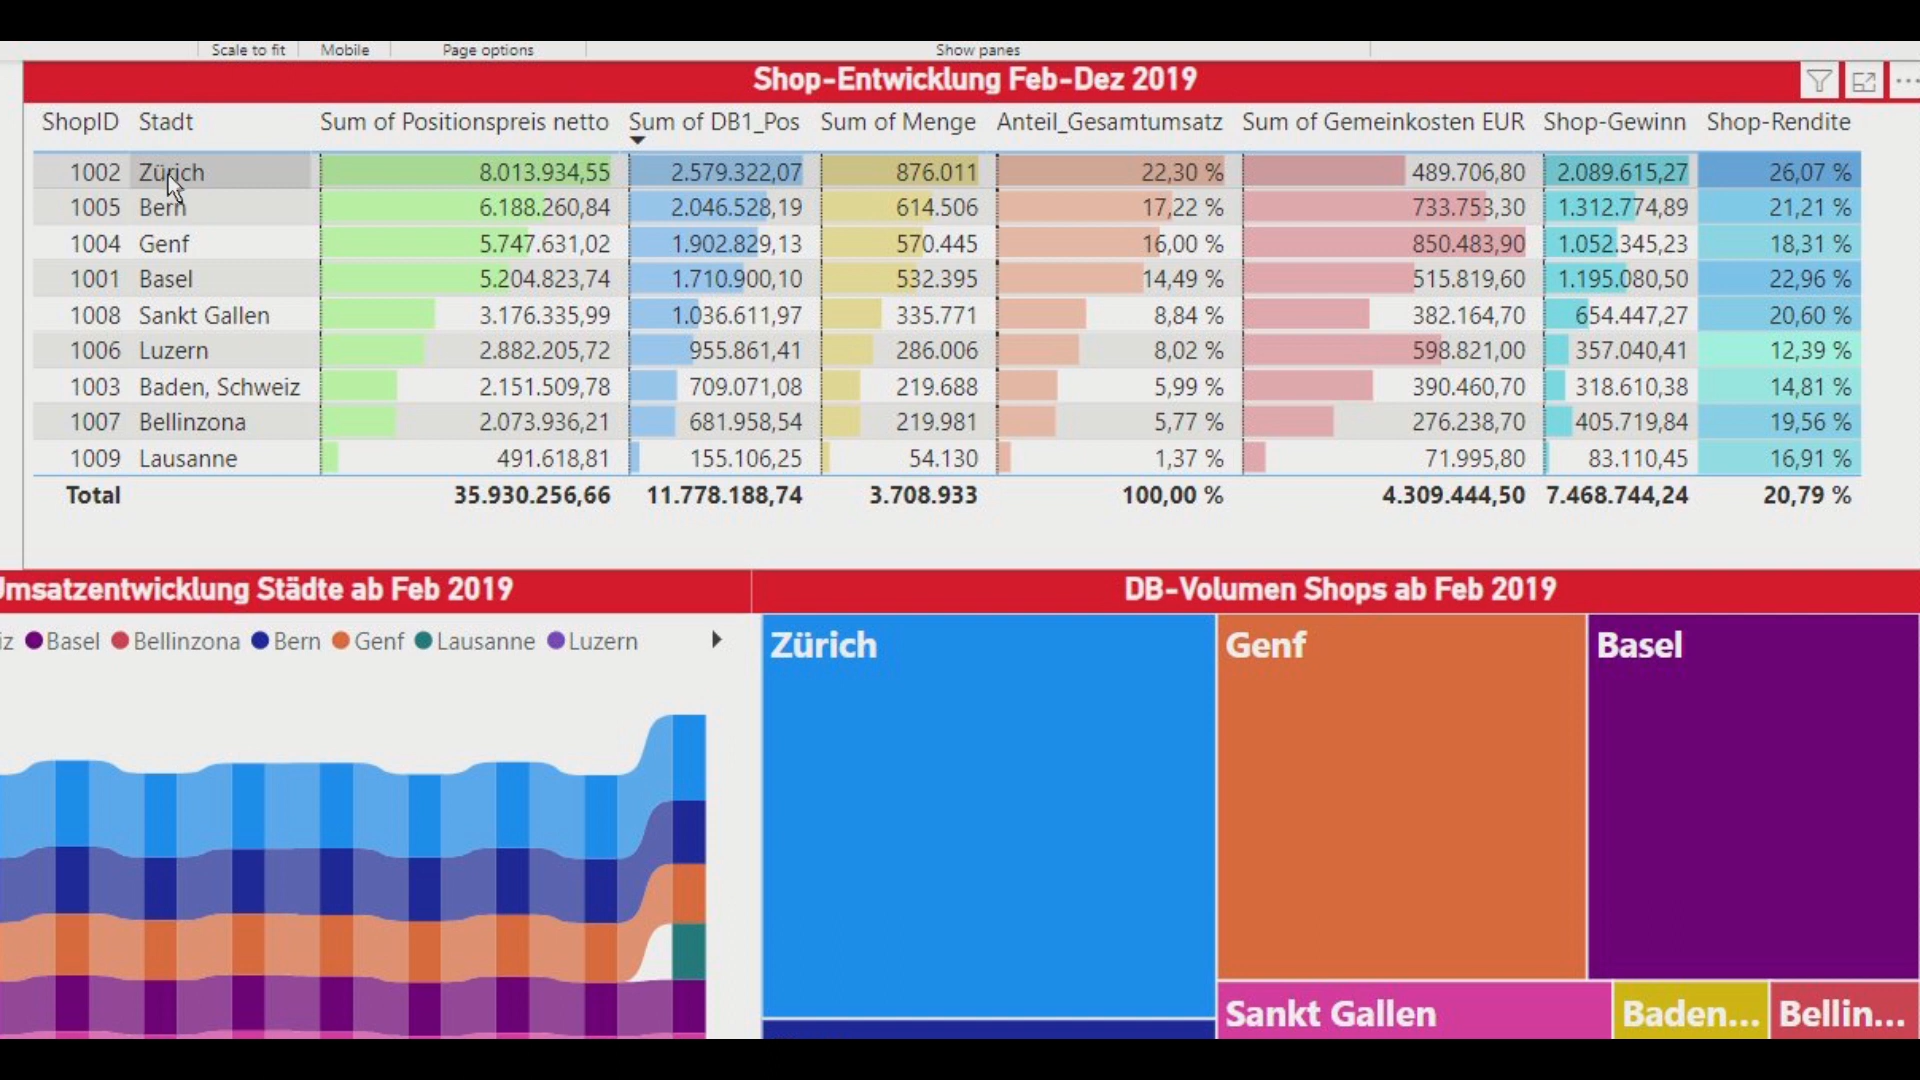 Scale to fit Mobile Page options Show panes
Shop-Entwicklung Feb-Dez 2019
ShopID Stadt Sum of Positionspreis netto Sum of DB1_Pos Sum of Menge Anteil_Gesamtumsatz Sum of Gemeinkosten EUR Shop-Gewinn Shop-Rendite
1002 Zürich 8.013.934,55 2.579.322,07 876.011 22,30 % 489.706,80 2.089.615,27 26,07 %
1005 Bern 6.188.260,84 2.046.528,19 614.506 17,22 % 733.753,30 1.312.774,89 21,21 %
1004 Genf 5.747.631,02 1.902.829,13 570.445 16,00 % 850.483,90 1.052.345,23 18,31 %
1001 Basel 5.204.823,74 1.710.900,10 532.395 14,49 % 515.819,60 1.195.080,50 22,96 %
1008 Sankt Gallen 3.176.335,99 1.036.611,97 335.771 8,84 % 382.164,70 654.447,27 20,60 %
1006 Luzern 2.882.205,72 955.861,41 286.006 8,02 % 598.821,00 357.040,41 12,39 %
1003 Baden, Schweiz 2.151.509,78 709.071,08 219.688 5,99 % 390.460,70 318.610,38 14,81 %
1007 Bellinzona 2.073.936,21 681.958,54 219.981 5,77 % 276.238,70 405.719,84 19,56 %
1009 Lausanne 491.618,81 155.106,25 54.130 1,37 % 71.995,80 83.110,45 16,91 %
Total 35.930.256,66 11.778.188,74 3.708.933 100,00 % 4.309.444,50 7.468.744,24 20,79 %
Umsatzentwicklung Städte ab Feb 2019
iz Basel Bellinzona Bern Genf Lausanne Luzern
DB-Volumen Shops ab Feb 2019
Zürich
Genf
Basel
Sankt Gallen
Baden...
Bellin...